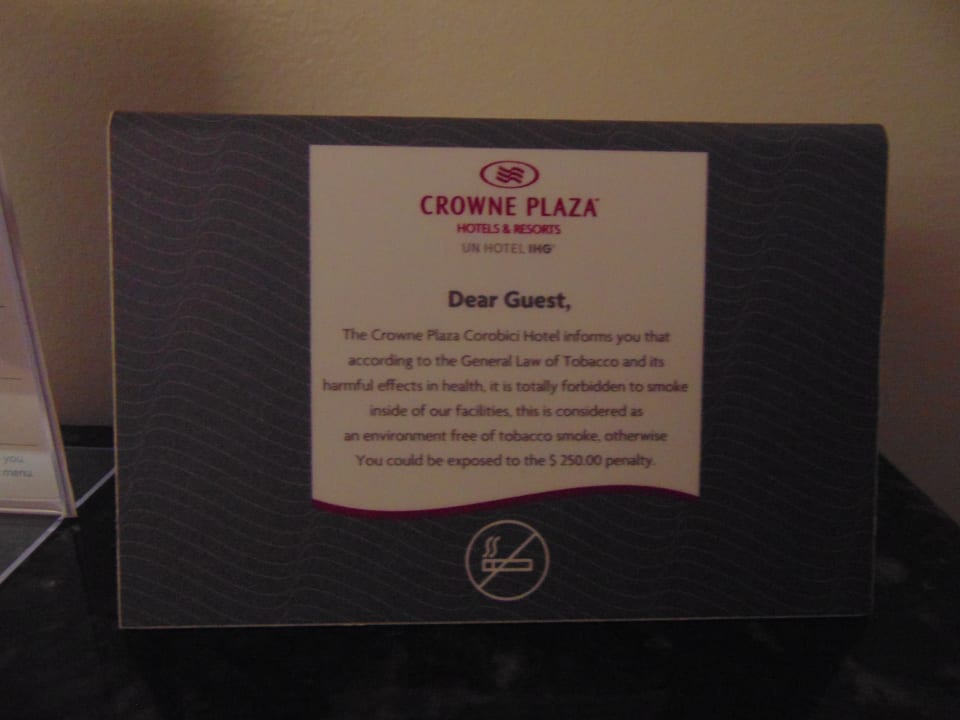 CROWNE PLAZA
HOTELS & RESORTS
UN HOTEL IHG®
Dear Guest,
The Crowne Plaza Corobici Hotel informs you that
according to the General Law of Tobacco and its
harmful effects in health, it is totally forbidden to smoke
inside of our facilities, this is considered as
an environment free of tobacco smoke, otherwise
You could be exposed to the $ 250.00 penalty.
you
menu.